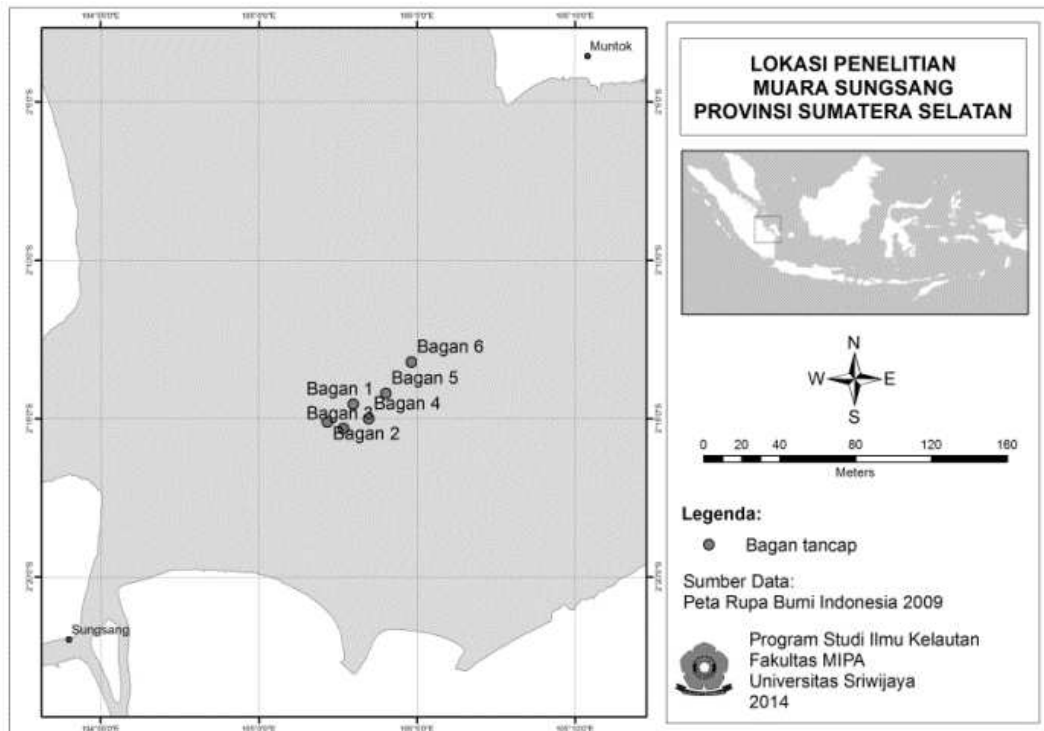 Muntok
Bagan 6
Bagan 5
Bagan 1
Bagan 4
Bagan 3
Bagan 2
Sungsang
LOKASI PENELITIAN
MUARA SUNGSANG
PROVINSI SUMATERA SELATAN
N
W E
S
0 20 40 80 120 160
Meters
Legenda:
Bagan tancap
Sumber Data:
Peta Rupa Bumi Indonesia 2009
Program Studi Ilmu Kelautan
Fakultas MIPA
Universitas Sriwijaya
2014